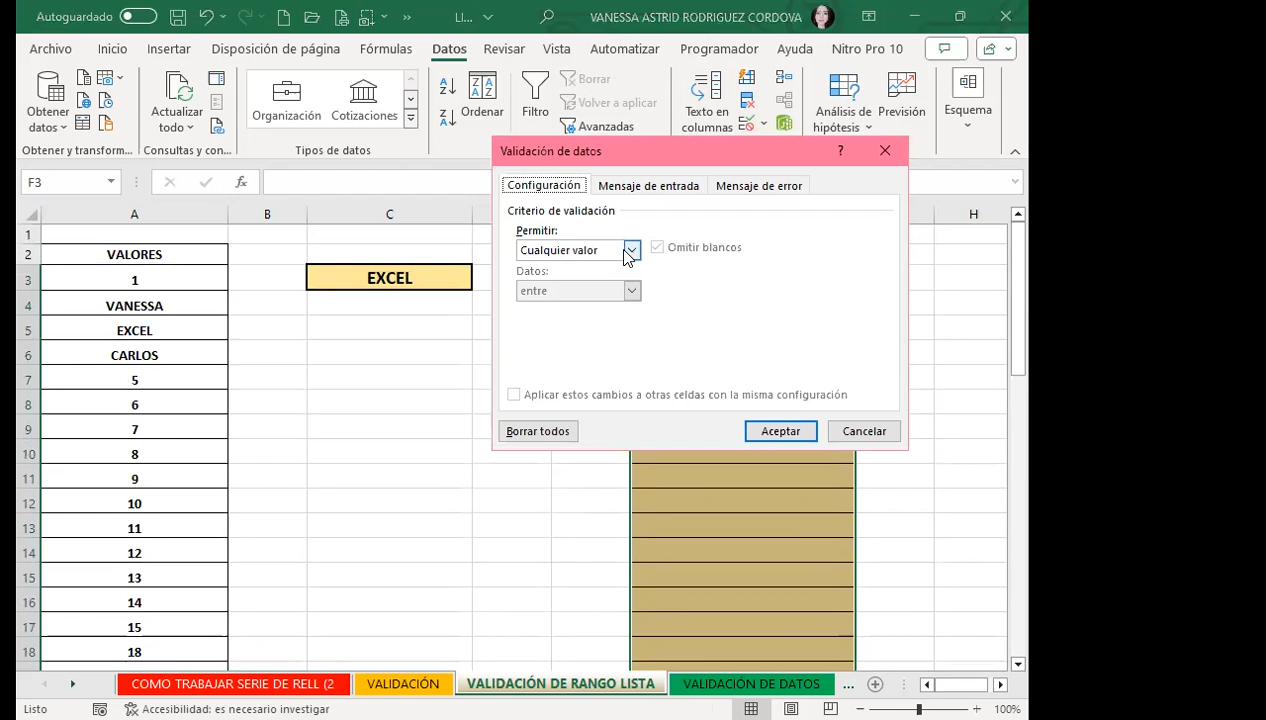 Autoguardado
LI...
VANESSA ASTRID RODRIGUEZ CORDOVA
Archivo Inicio Insertar Disposición de página Fórmulas Datos Revisar Vista Automatizar Programador Ayuda Nitro Pro 10
Obtener datos
Actualizar todo
Organización Cotizaciones
Ordenar
Filtro
Borrar
Volver a aplicar
Avanzadas
Texto en columnas
Análisis de hipótesis
Previsión
Esquema
Obtener y transform... Consultas y con... Tipos de datos
F3
fx
Validación de datos ?
Configuración Mensaje de entrada Mensaje de error
Criterio de validación
Permitir:
Cualquier valor Omitir blancos
Datos:
entre
Aplicar estos cambios a otras celdas con la misma configuración
Borrar todos Aceptar Cancelar
A B C H
1
2 VALORES
3 1 EXCEL
4 VANESSA
5 EXCEL
6 CARLOS
7 5
8 6
9 7
10 8
11 9
12 10
13 11
14 12
15 13
16 14
17 15
18 18
COMO TRABAJAR SERIE DE RELL (2 VALIDACIÓN VALIDACIÓN DE RANGO LISTA VALIDACIÓN DE DATOS ...
Listo Accesibilidad: es necesario investigar 100%